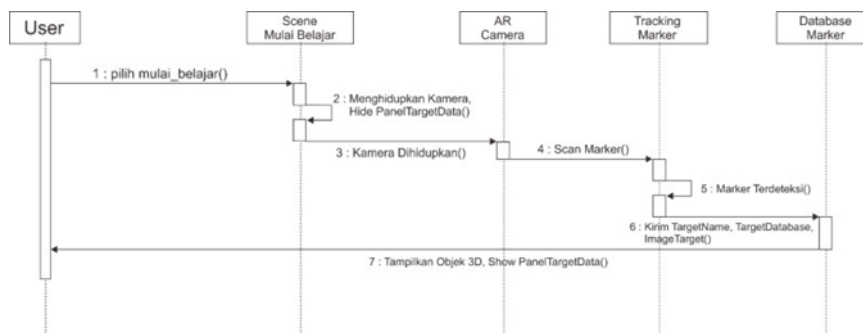 User
Scene
Mulai Belajar
AR
Camera
Tracking
Marker
Database
Marker
1 : pilih mulai_belajar()
2 : Menghidupkan Kamera,
Hide PanelTargetData()
3 : Kamera Dihidupkan()
4 : Scan Marker()
5 : Marker Terdeteksi()
6 : Kirim TargetName, TargetDatabase,
ImageTarget()
7 : Tampilkan Objek 3D, Show PanelTargetData()